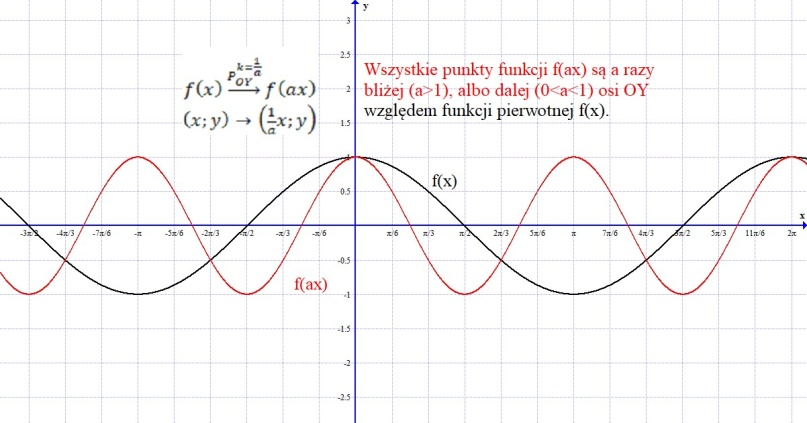 y
3
2.5
2
1.5
1
0.5
-0.5
-1
-1.5
-2
-2.5
k=1/a
P_OY
f(x) → f(ax)
(x; y) → (1/a x; y)
Wszystkie punkty funkcji f(ax) są a razy
bliżej (a>1), albo dalej (0<a<1) osi OY
względem funkcji pierwotnej f(x).
f(x)
x
-3π/2 -4π/3 -7π/6 -π -5π/6 -2π/3 -π/2 -π/3 -π/6 π/6 π/3 π/2 2π/3 5π/6 π 7π/6 4π/3 3π/2 5π/3 11π/6 2π
f(ax)